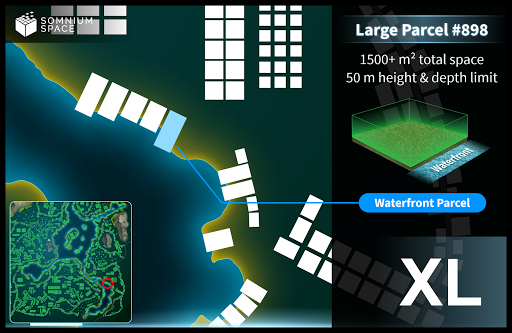 SOMNIUM
SPACE
Large Parcel #898
1500+ m² total space
50 m height & depth limit
Waterfront
Waterfront Parcel
XL